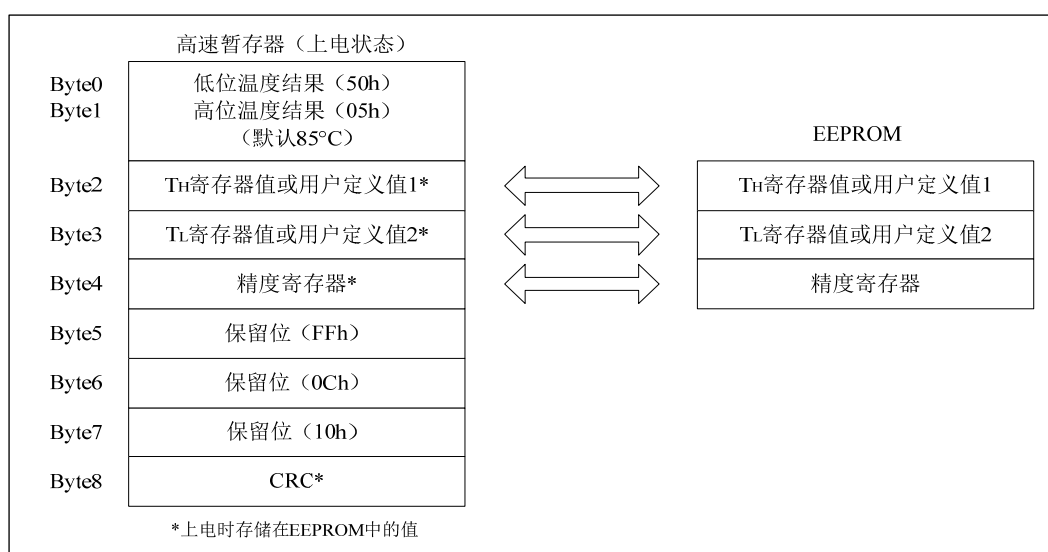 高速暂存器（上电状态）
Byte0 低位温度结果（50h）
Byte1 高位温度结果（05h）
（默认85°C）
EEPROM
Byte2 TH寄存器值或用户定义值1* TH寄存器值或用户定义值1
Byte3 TL寄存器值或用户定义值2* TL寄存器值或用户定义值2
Byte4 精度寄存器* 精度寄存器
Byte5 保留位（FFh）
Byte6 保留位（0Ch）
Byte7 保留位（10h）
Byte8 CRC*
*上电时存储在EEPROM中的值